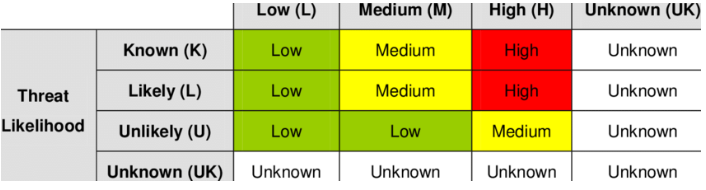 Low (L) Medium (M) High (H) Unknown (UK)
Known (K) Low Medium High Unknown
Threat Likelihood
Likely (L) Low Medium High Unknown
Unlikely (U) Low Low Medium Unknown
Unknown (UK) Unknown Unknown Unknown Unknown